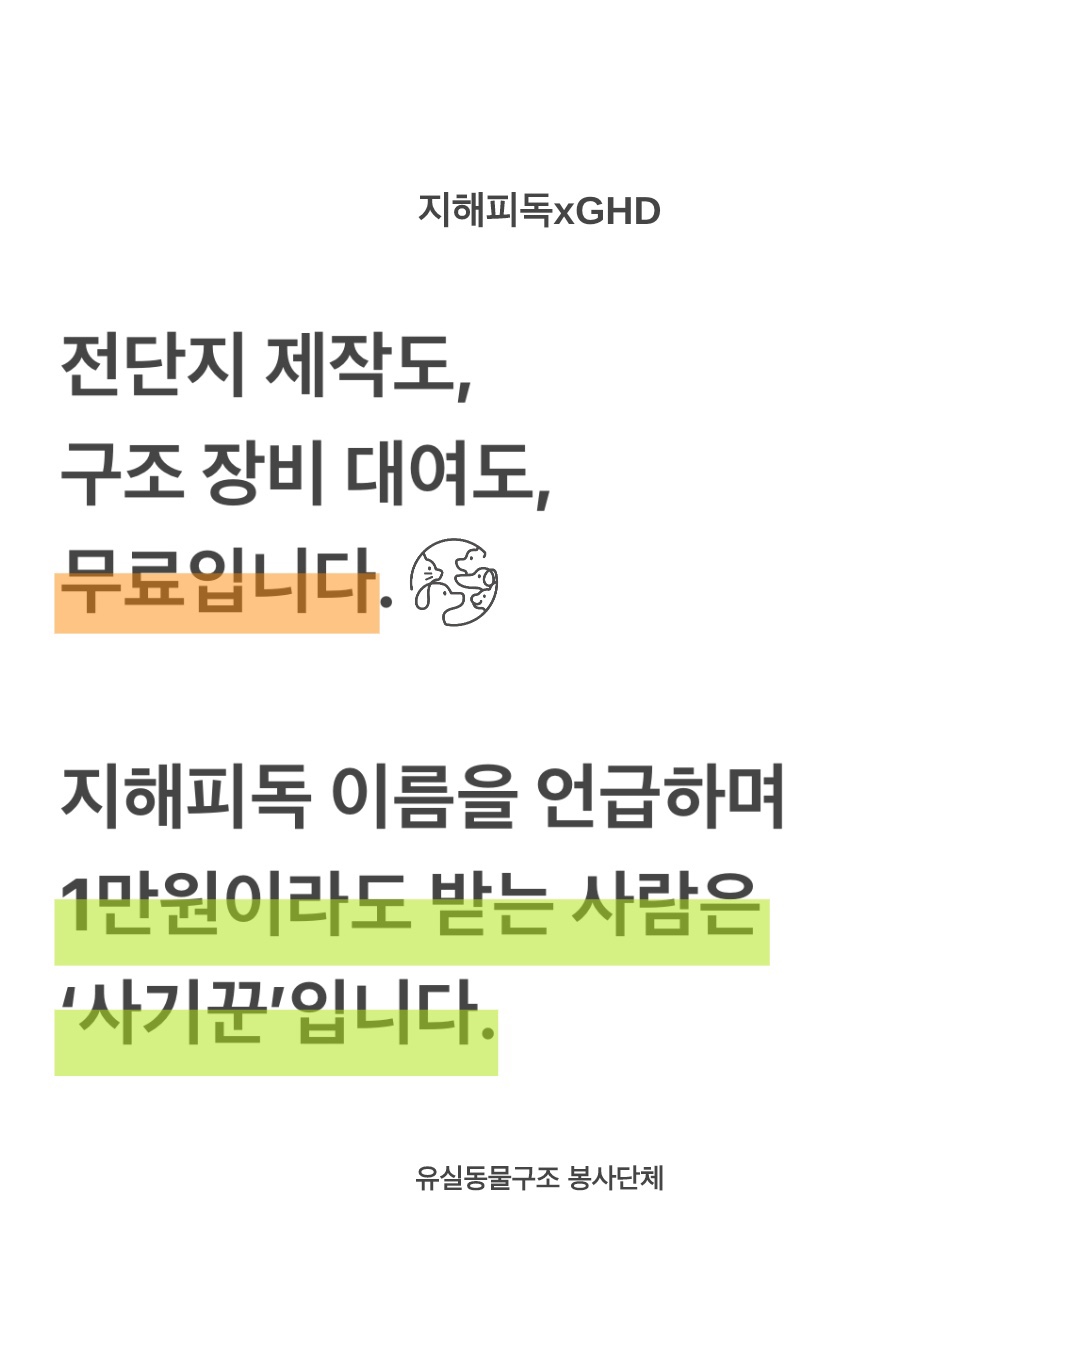 지해피독xGHD
전단지 제작도,
구조 장비 대여도,
무료입니다.
지해피독 이름을 언급하며
1만원이라도 받는 사람은
‘사기꾼’입니다.
유실동물구조 봉사단체